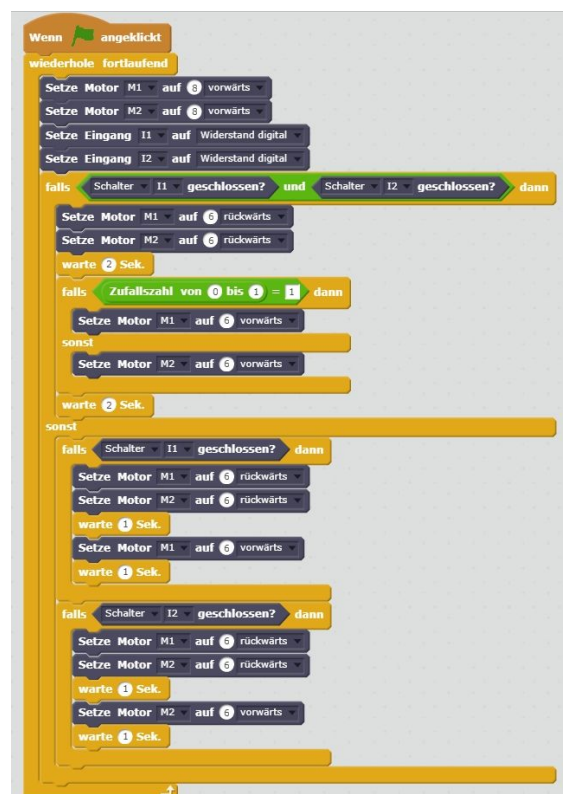 Wenn angeklickt
wiederhole fortlaufend
Setze Motor M1 auf 8 vorwärts
Setze Motor M2 auf 8 vorwärts
Setze Eingang I1 auf Widerstand digital
Setze Eingang I2 auf Widerstand digital
falls Schalter I1 geschlossen? und Schalter I2 geschlossen? dann
Setze Motor M1 auf 6 rückwärts
Setze Motor M2 auf 6 rückwärts
warte 2 Sek.
falls Zufallszahl von 0 bis 1 = 1 dann
Setze Motor M1 auf 6 vorwärts
sonst
Setze Motor M2 auf 6 vorwärts
warte 2 Sek.
sonst
falls Schalter I1 geschlossen? dann
Setze Motor M1 auf 6 rückwärts
Setze Motor M2 auf 6 rückwärts
warte 1 Sek.
Setze Motor M1 auf 6 vorwärts
warte 1 Sek.
falls Schalter I2 geschlossen? dann
Setze Motor M1 auf 6 rückwärts
Setze Motor M2 auf 6 rückwärts
warte 1 Sek.
Setze Motor M2 auf 6 vorwärts
warte 1 Sek.